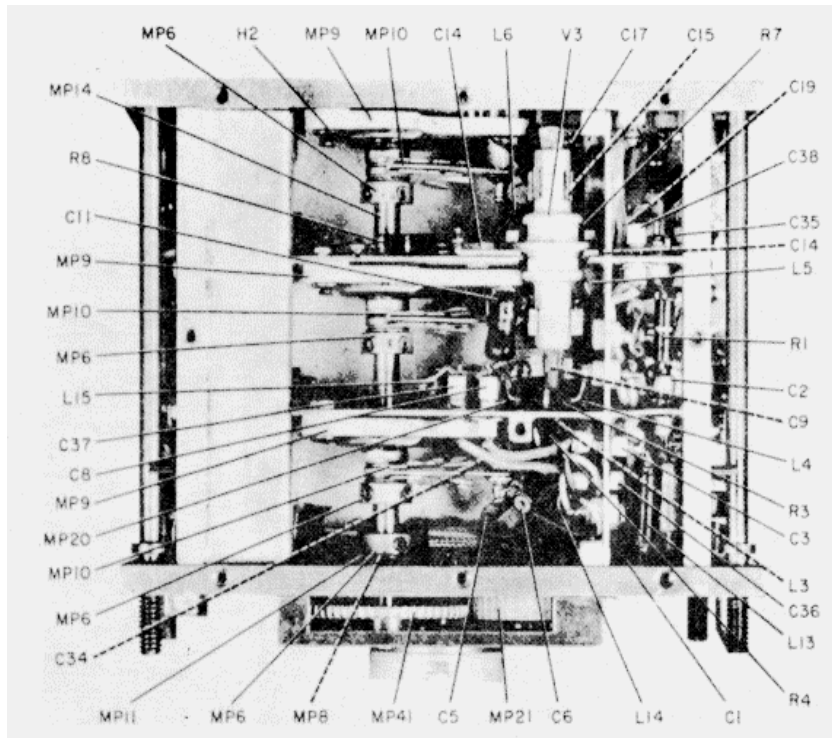 MP6 H2 MP9 MP10 C14 L6 V3 C17 C15 R7
MP14
C19
R8
C38
C11
C35
C14
MP9
L5
MP10
R1
MP6
L15
C2
C9
C37
L4
C8
MP9
R3
MP20
C3
MP10
L3
MP6
C36
C34
L13
R4
MP11 MP6 MP8 MP41 C5 MP21 C6 L14 C1